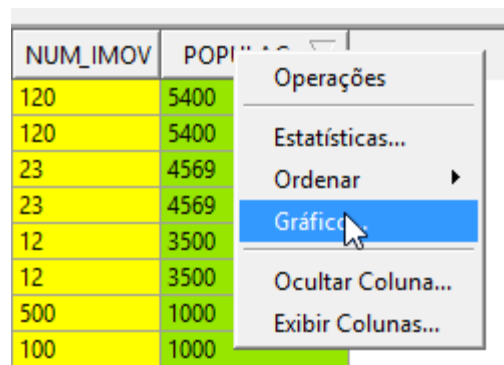 NUM_IMOV POPULAC
Operações
120 5400
120 5400 Estatísticas...
23 4569 Ordenar
23 4569 Gráfico...
12 3500
12 3500 Ocultar Coluna...
500 1000 Exibir Colunas...
100 1000